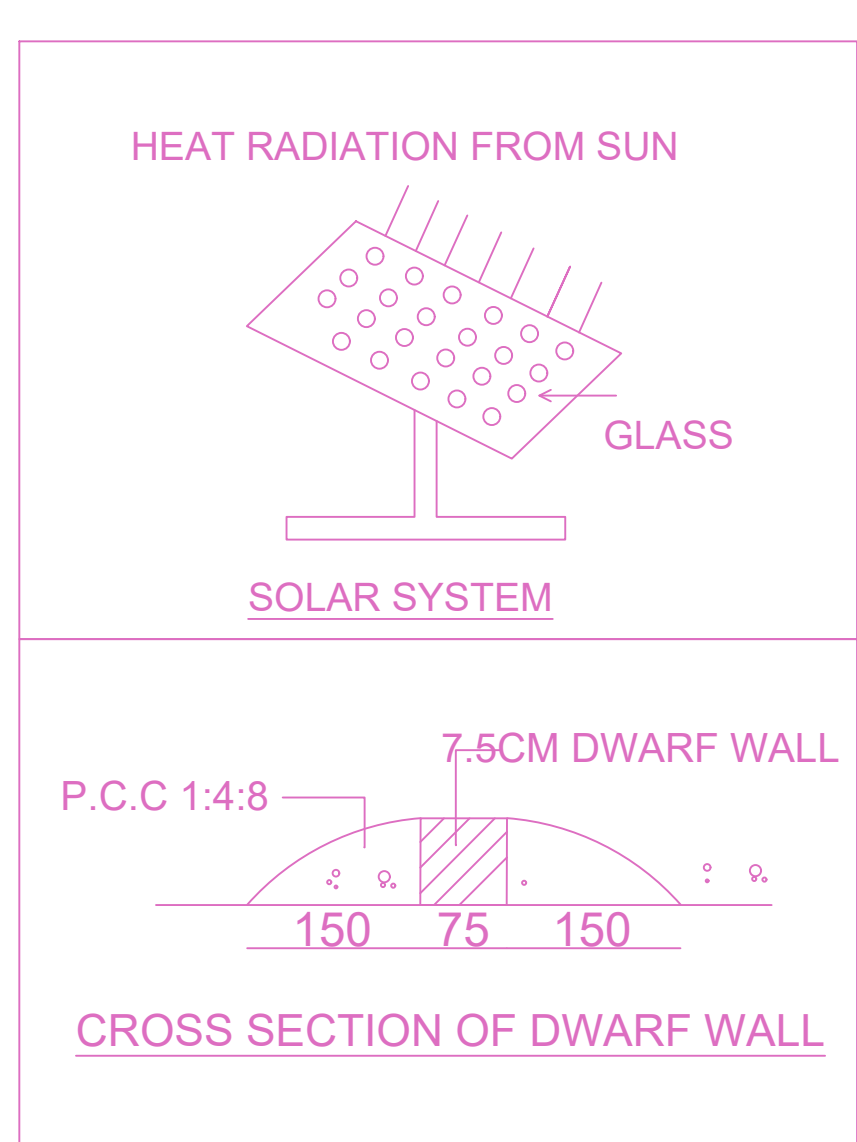 HEAT RADIATION FROM SUN
GLASS
SOLAR SYSTEM
7.5CM DWARF WALL
P.C.C 1:4:8
150 75 150
CROSS SECTION OF DWARF WALL